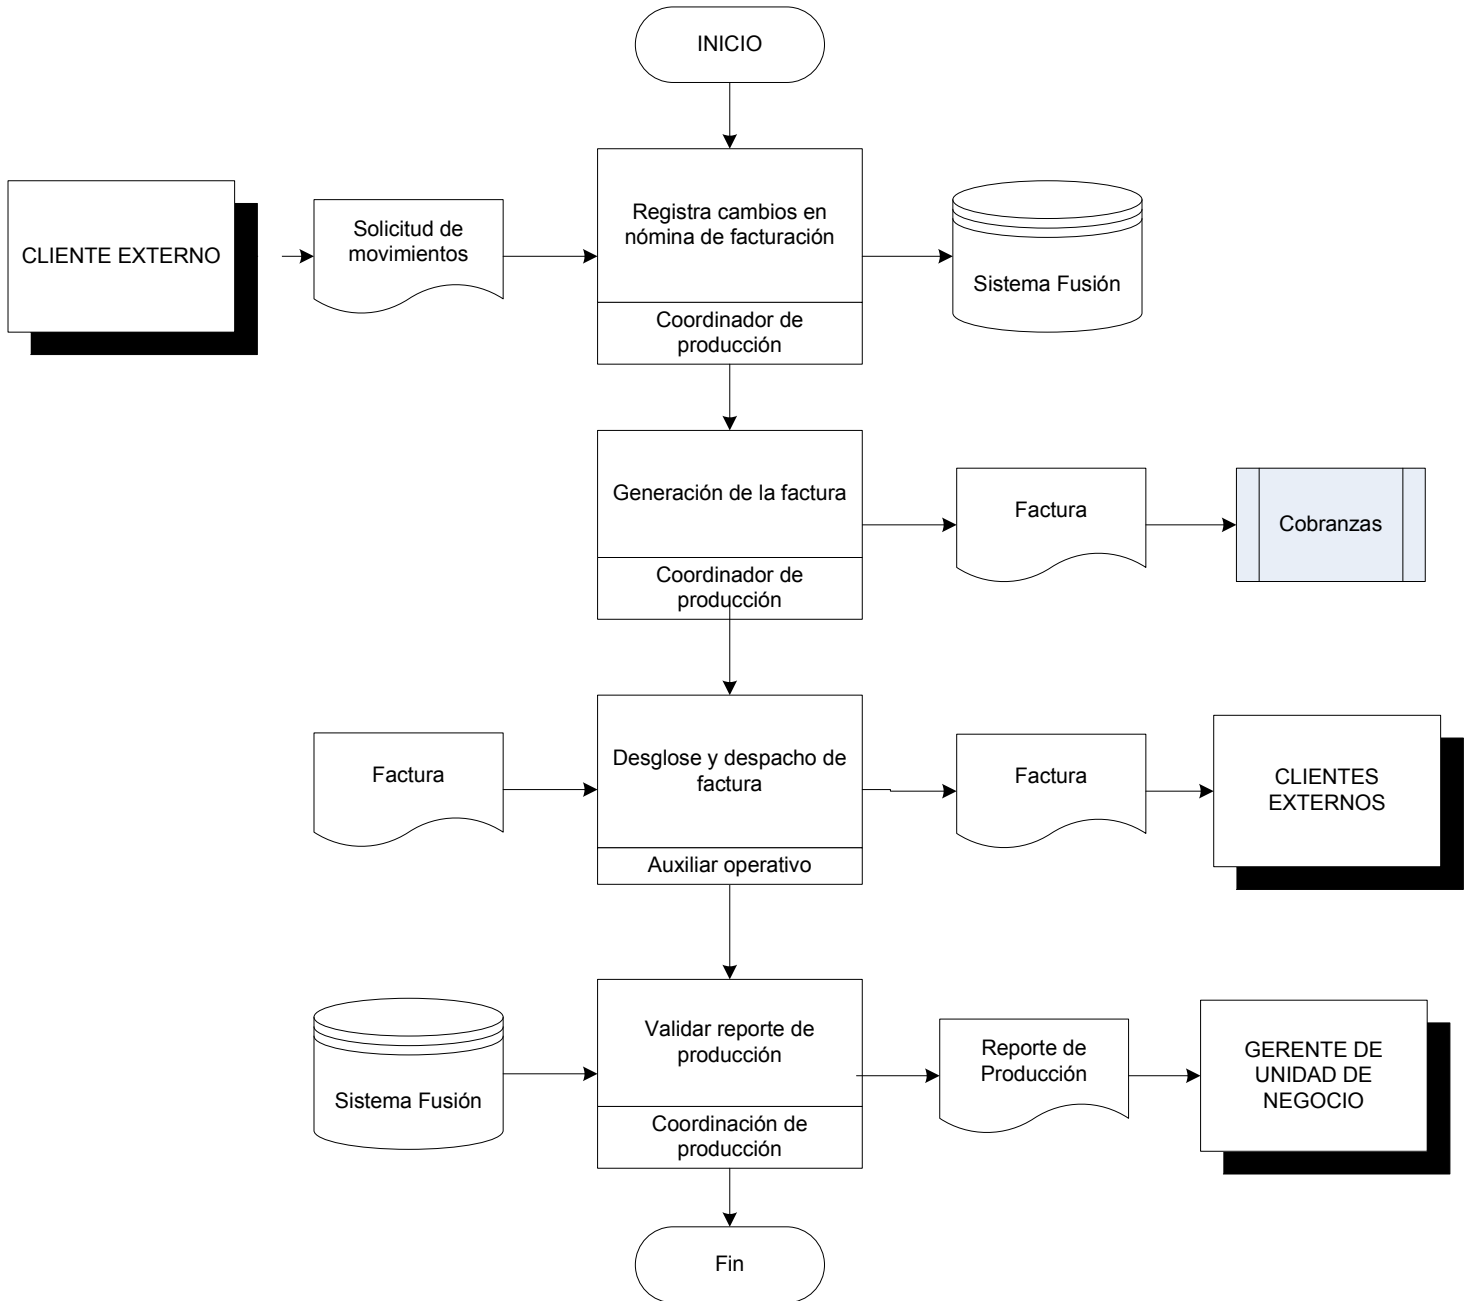 INICIO
CLIENTE EXTERNO
Solicitud de
movimientos
Registra cambios en
nómina de facturación
Coordinador de
producción
Sistema Fusión
Generación de la factura
Coordinador de
producción
Factura
Cobranzas
Factura
Desglose y despacho de
factura
Auxiliar operativo
Factura
CLIENTES
EXTERNOS
Sistema Fusión
Validar reporte de
producción
Coordinación de
producción
Reporte de
Producción
GERENTE DE
UNIDAD DE
NEGOCIO
Fin